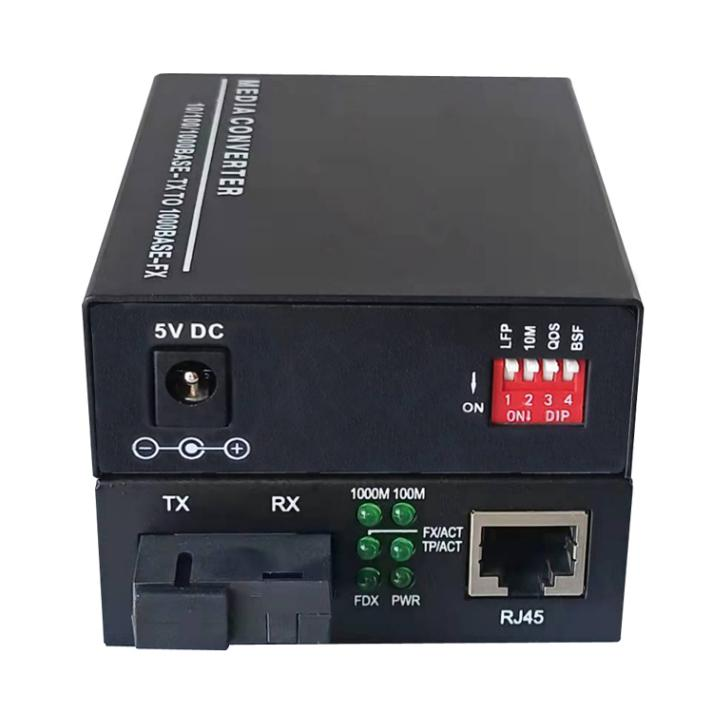 MEDIA CONVERTER
10/100/1000BASE-TX TO 1000BASE-FX
5V DC
LFP 10M QOS BSF
ON
1 2 3 4
ON↓ DIP
TX RX
1000M 100M
FX/ACT
TP/ACT
FDX PWR
RJ45